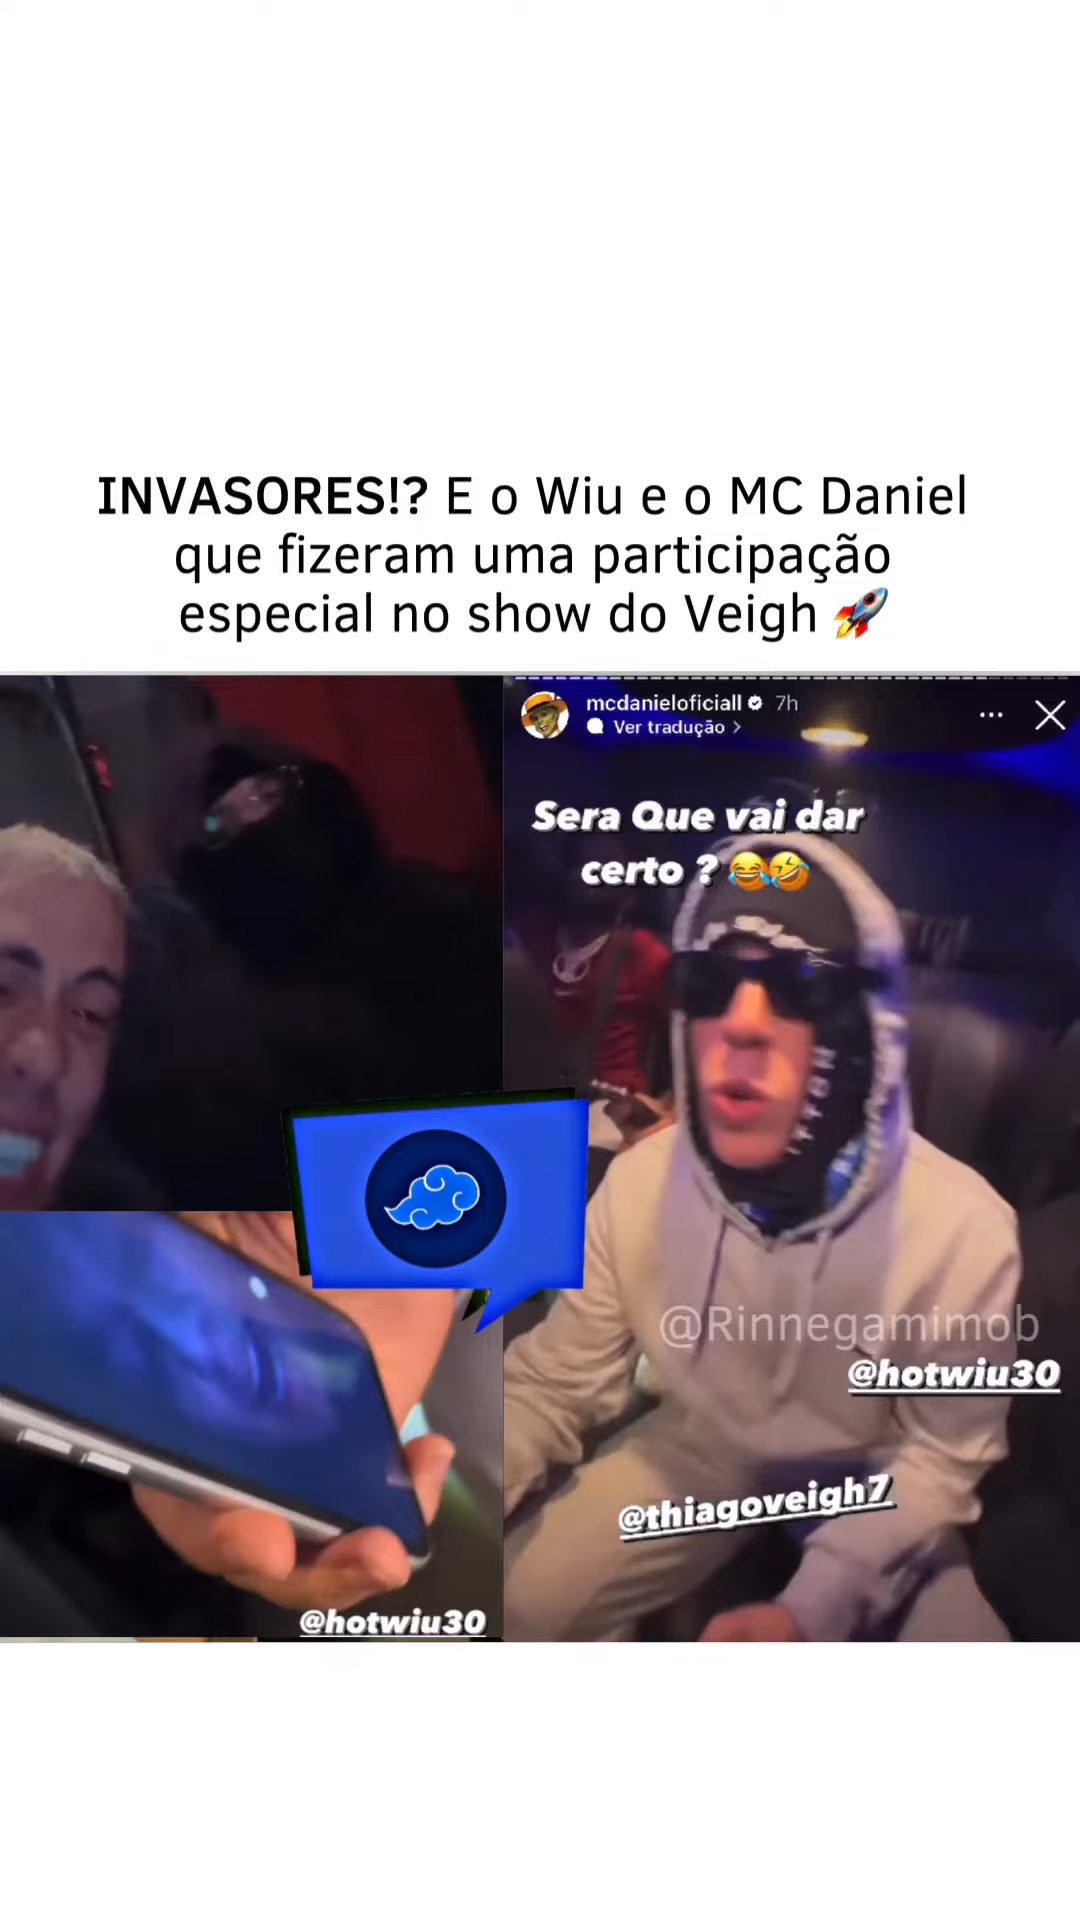 INVASORES!? E o Wiu e o MC Daniel
que fizeram uma participação
especial no show do Veigh 🚀
mcdanieloficiall 7h
Ver tradução >
Sera Que vai dar
certo ? 😂🤣
@Rinnegamimob
@hotwiu30
@thiagoveigh7
@hotwiu30